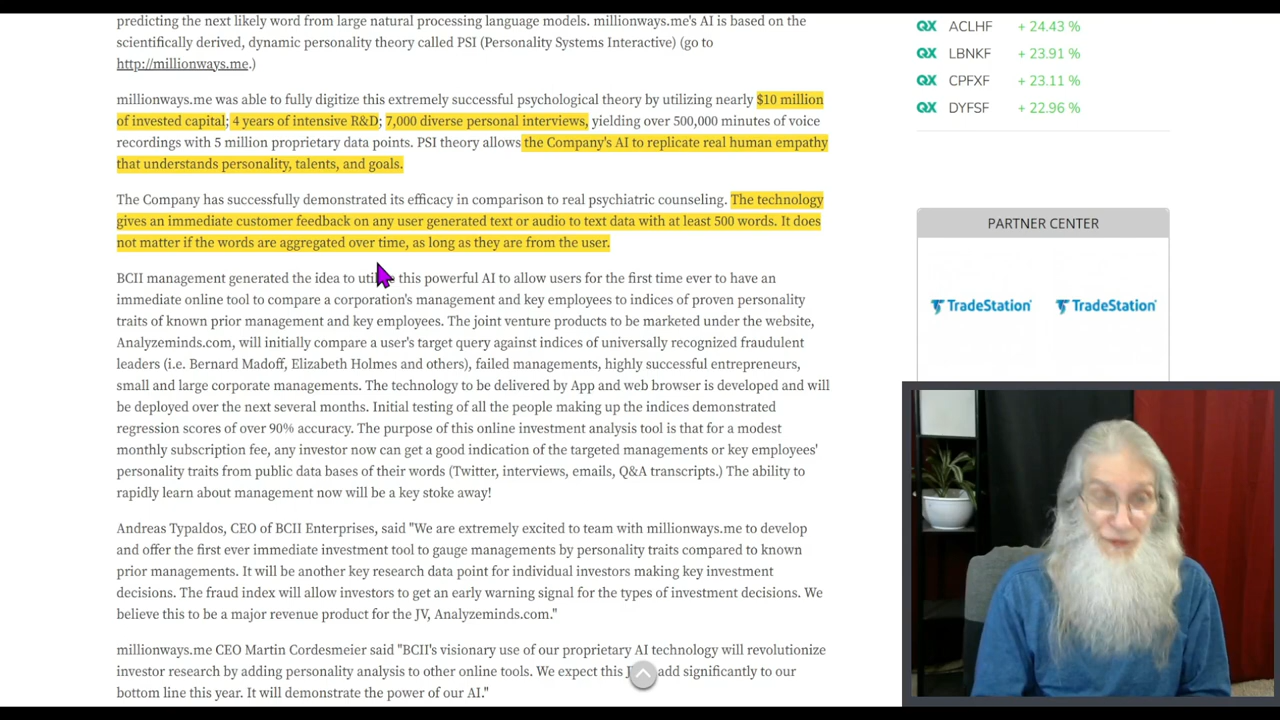 predicting the next likely word from large natural processing language models. millionways.me's AI is based on the
scientifically derived, dynamic personality theory called PSI (Personality Systems Interactive) (go to
http://millionways.me.)
millionways.me was able to fully digitize this extremely successful psychological theory by utilizing nearly $10 million
of invested capital; 4 years of intensive R&D; 7,000 diverse personal interviews, yielding over 500,000 minutes of voice
recordings with 5 million proprietary data points. PSI theory allows the Company's AI to replicate real human empathy
that understands personality, talents, and goals.
The Company has successfully demonstrated its efficacy in comparison to real psychiatric counseling. The technology
gives an immediate customer feedback on any user generated text or audio to text data with at least 500 words. It does
not matter if the words are aggregated over time, as long as they are from the user.
BCII management generated the idea to this powerful AI to allow users for the first time ever to have an
immediate online tool to compare a corporation's management and key employees to indices of proven personality
traits of known prior management and key employees. The joint venture products to be marketed under the website,
Analyzeminds.com, will initially compare a user's target query against indices of universally recognized fraudulent
leaders (i.e. Bernard Madoff, Elizabeth Holmes and others), failed managements, highly successful entrepreneurs,
small and large corporate managements. The technology to be delivered by App and web browser is developed and will
be deployed over the next several months. Initial testing of all the people making up the indices demonstrated
regression scores of over 90% accuracy. The purpose of this online investment analysis tool is that for a modest
monthly subscription fee, any investor now can get a good indication of the targeted managements or key employees'
personality traits from public data bases of their words (Twitter, interviews, emails, Q&A transcripts.) The ability to
rapidly learn about management now will be a key stoke away!
Andreas Typaldos, CEO of BCII Enterprises, said "We are extremely excited to team with millionways.me to develop
and offer the first ever immediate investment tool to gauge managements by personality traits compared to known
prior managements. It will be another key research data point for individual investors making key investment
decisions. The fraud index will allow investors to get an early warning signal for the types of investment decisions. We
believe this to be a major revenue product for the JV, Analyzeminds.com."
millionways.me CEO Martin Cordesmeier said "BCII's visionary use of our proprietary AI technology will revolutionize
investor research by adding personality analysis to other online tools. We expect this add significantly to our
bottom line this year. It will demonstrate the power of our AI."
QX ACLHF + 24.43 %
QX LBNKF + 23.91 %
QX CPFXF + 23.11 %
QX DYFSF + 22.96 %
PARTNER CENTER
TradeStation TradeStation